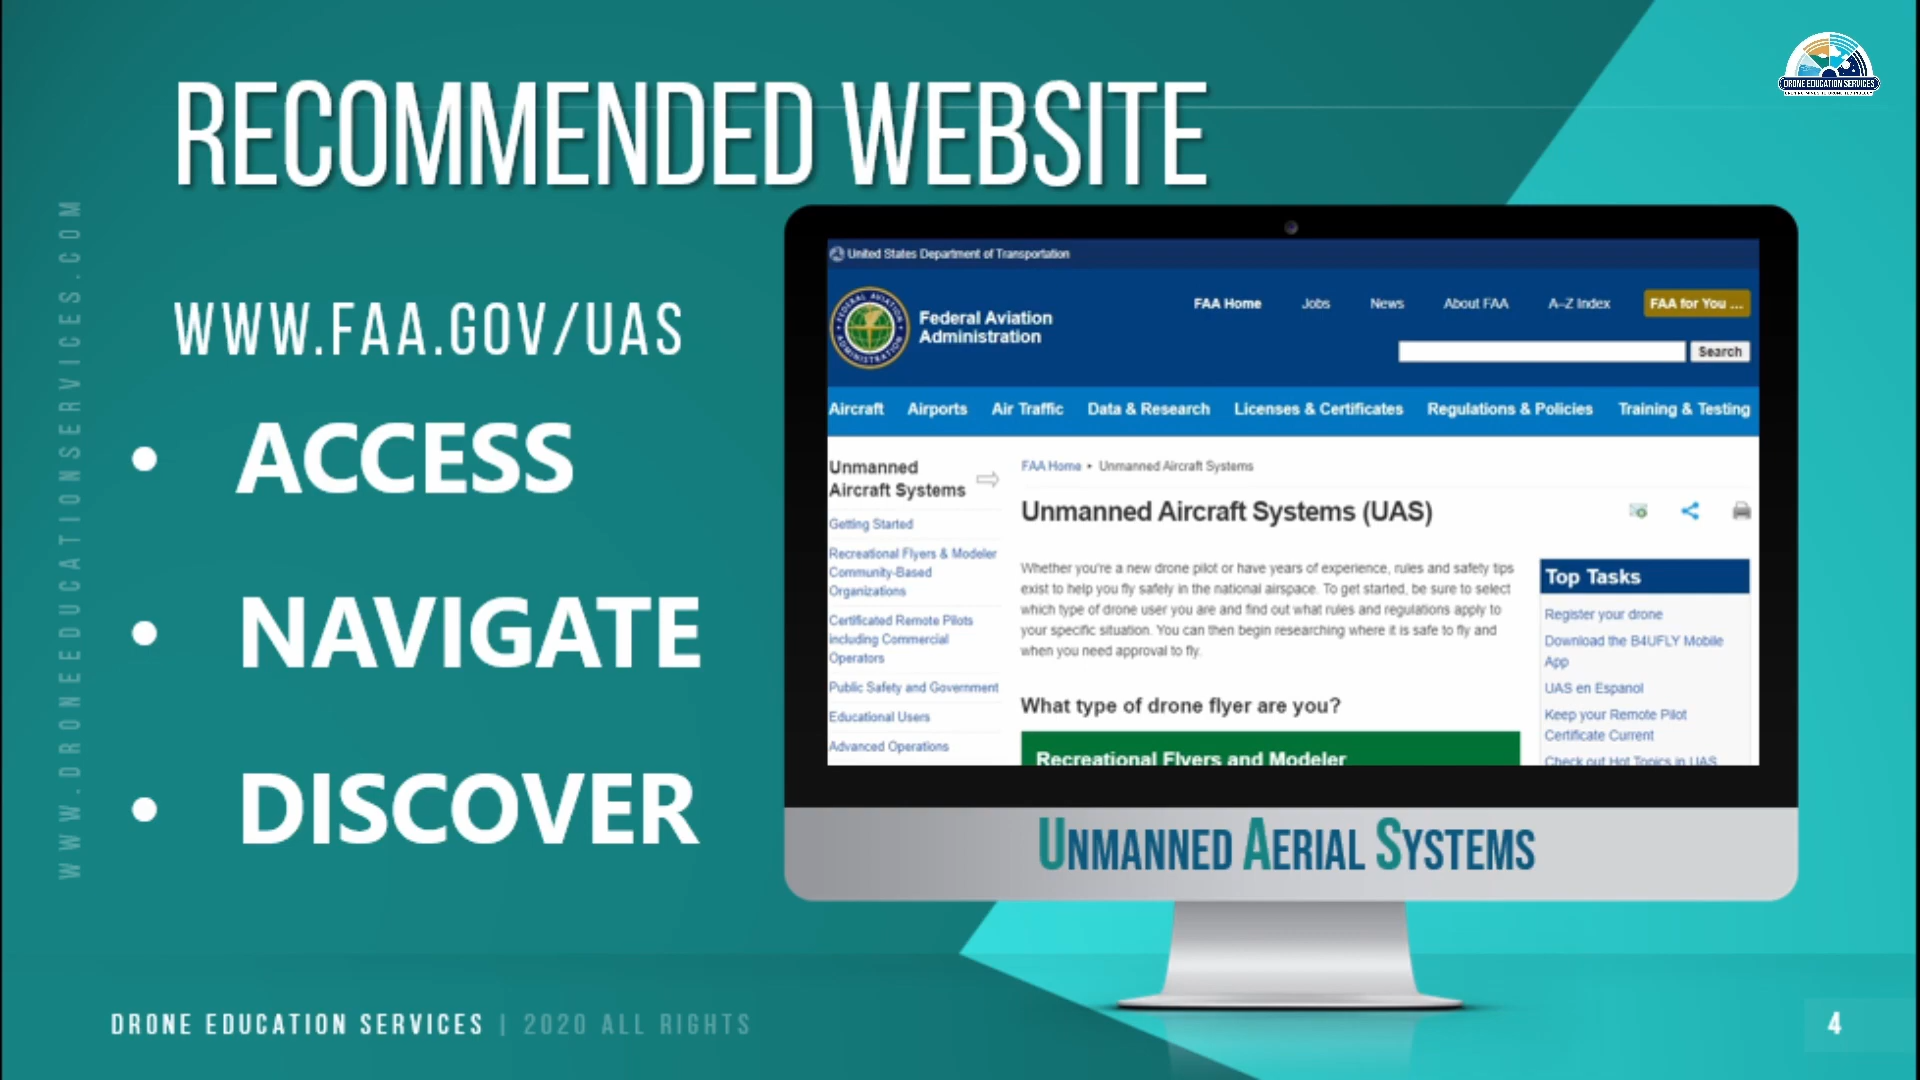 DRONE EDUCATION SERVICES
RECOMMENDED WEBSITE
WWW.DRONEEDUCATIONSERVICES.COM
WWW.FAA.GOV/UAS
• ACCESS
• NAVIGATE
• DISCOVER
United States Department of Transportation
Federal Aviation
Administration
FAA Home Jobs News About FAA A–Z Index FAA for You ...
Search
Aircraft Airports Air Traffic Data & Research Licenses & Certificates Regulations & Policies Training & Testing
Unmanned
Aircraft Systems
Getting Started
Recreational Flyers & Modeler
Community-Based
Organizations
Certificated Remote Pilots
including Commercial
Operators
Public Safety and Government
Educational Users
Advanced Operations
FAA Home • Unmanned Aircraft Systems
Unmanned Aircraft Systems (UAS)
Whether you're a new drone pilot or have years of experience, rules and safety tips
exist to help you fly safely in the national airspace. To get started, be sure to select
which type of drone user you are and find out what rules and regulations apply to
your specific situation. You can then begin researching where it is safe to fly and
when you need approval to fly.
What type of drone flyer are you?
Recreational Flyers and Modeler
Top Tasks
Register your drone
Download the B4UFLY Mobile
App
UAS en Espanol
Keep your Remote Pilot
Certificate Current
Check out Hot Topics in UAS
UNMANNED AERIAL SYSTEMS
DRONE EDUCATION SERVICES | 2020 ALL RIGHTS
4